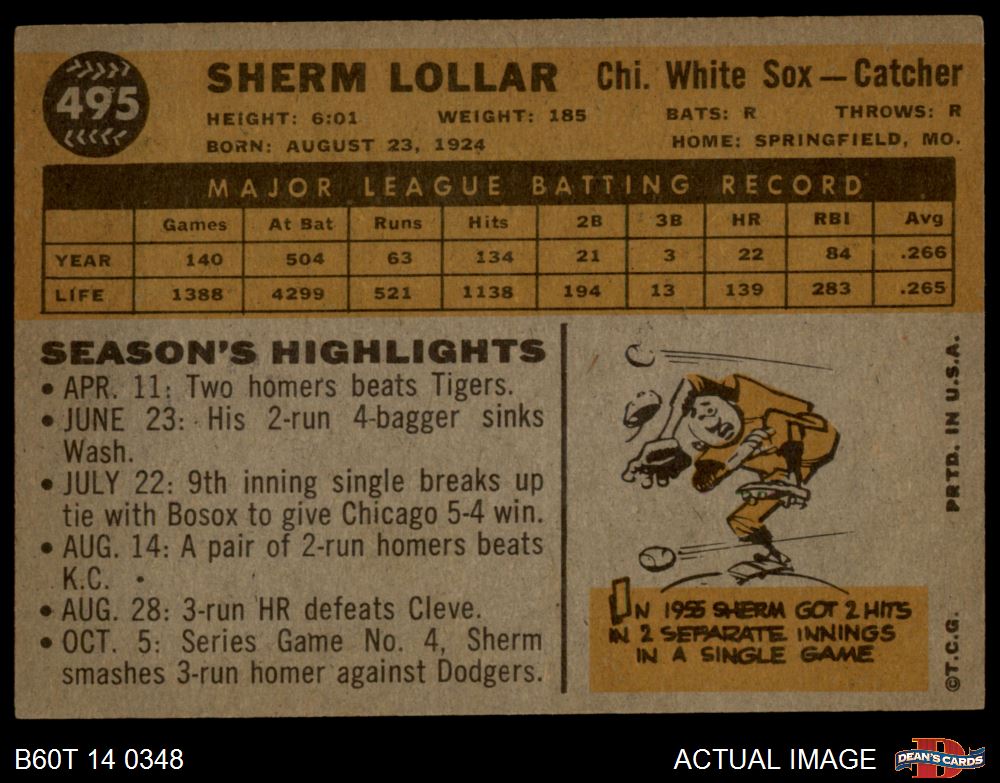 495
SHERM LOLLAR Chi. White Sox — Catcher
HEIGHT: 6:01 WEIGHT: 185 BATS: R THROWS: R
BORN: AUGUST 23, 1924 HOME: SPRINGFIELD, MO.
MAJOR LEAGUE BATTING RECORD
Games At Bat Runs Hits 2B 3B HR RBI Avg
YEAR 140 504 63 134 21 3 22 84 .266
LIFE 1388 4299 521 1138 194 13 139 283 .265
SEASON'S HIGHLIGHTS
• APR. 11: Two homers beats Tigers.
• JUNE 23: His 2-run 4-bagger sinks
Wash.
• JULY 22: 9th inning single breaks up
tie with Bosox to give Chicago 5-4 win.
• AUG. 14: A pair of 2-run homers beats
K.C.
• AUG. 28: 3-run HR defeats Cleve.
• OCT. 5: Series Game No. 4, Sherm
smashes 3-run homer against Dodgers.
IN 1955 SHERM GOT 2 HITS
IN 2 SEPARATE INNINGS
IN A SINGLE GAME
©T.C.G. PRTD. IN U.S.A.
B60T 14 0348
ACTUAL IMAGE
D
DEAN'S CARDS